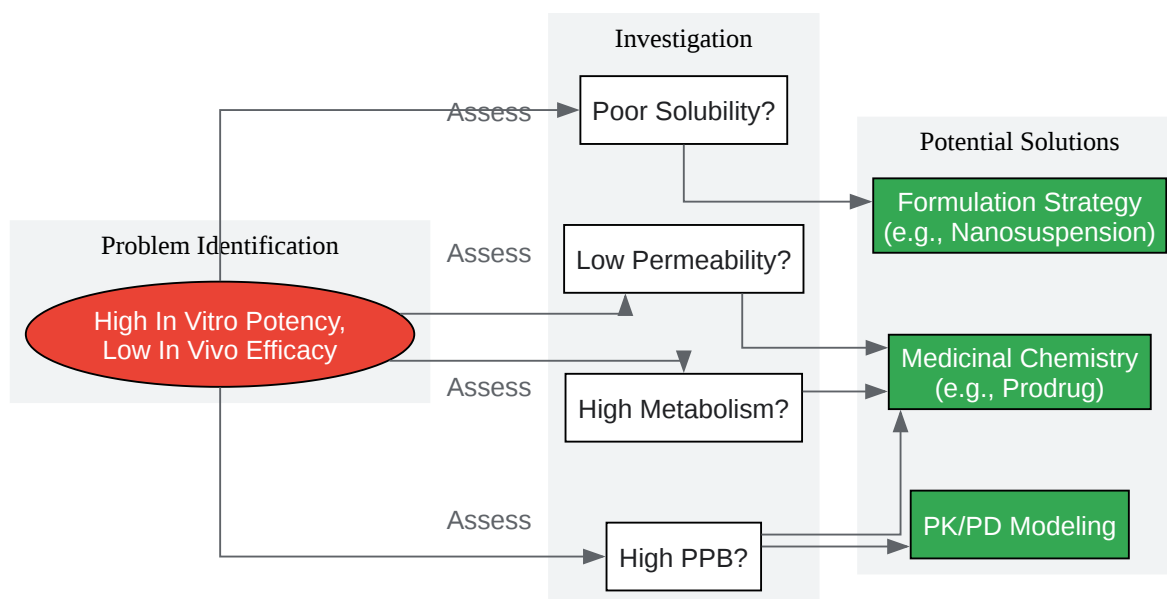 Investigation
Assess
Poor Solubility?
Potential Solutions
Formulation Strategy
(e.g., Nanosuspension)
Problem Identification
Assess
Low Permeability?
High In Vitro Potency,
Low In Vivo Efficacy
Medicinal Chemistry
(e.g., Prodrug)
Assess
High Metabolism?
Assess
PK/PD Modeling
High PPB?